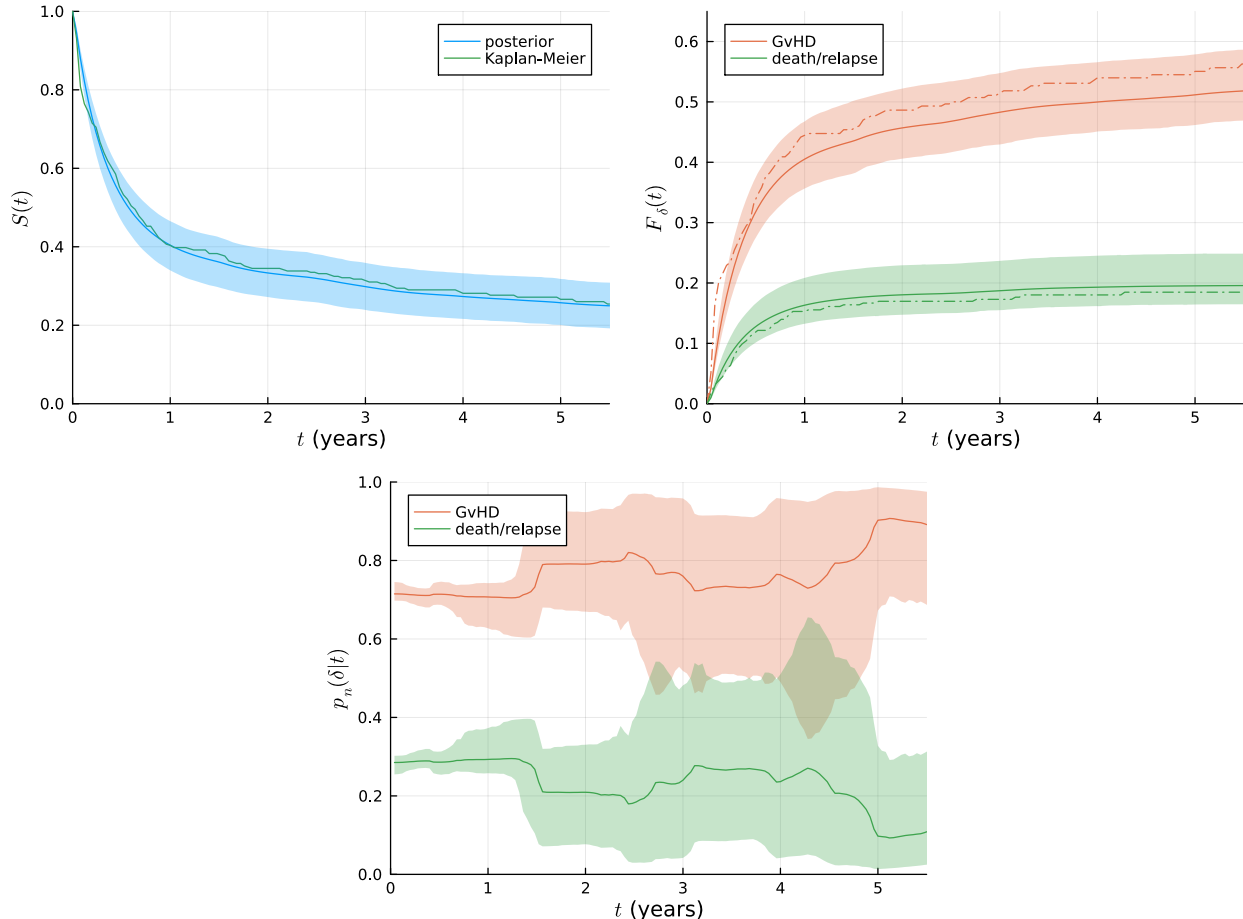 1.0
0.8
0.6
0.4
0.2
0.0
S(t)
posterior
Kaplan-Meier
0 1 2 3 4 5
t (years)
0.6
0.5
0.4
0.3
0.2
0.1
0.0
F_δ(t)
GvHD
death/relapse
0 1 2 3 4 5
t (years)
1.0
0.8
0.6
0.4
0.2
0.0
p_n(δ|t)
GvHD
death/relapse
0 1 2 3 4 5
t (years)